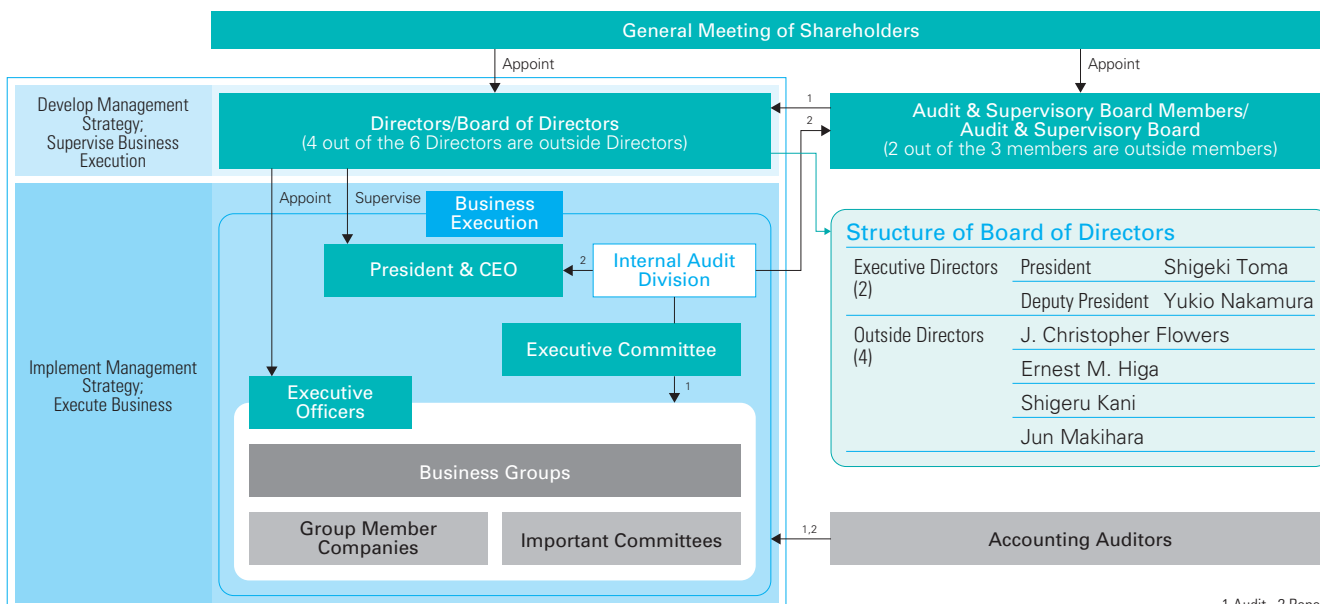 General Meeting of Shareholders
Appoint
Appoint
Develop Management
Strategy;
Supervise Business
Execution
Directors/Board of Directors
(4 out of the 6 Directors are outside Directors)
1
2
Audit & Supervisory Board Members/
Audit & Supervisory Board
(2 out of the 3 members are outside members)
Implement Management
Strategy;
Execute Business
Appoint
Supervise
Business
Execution
President & CEO
2
Internal Audit
Division
Executive Committee
1
Executive
Officers
Business Groups
Group Member
Companies
Important Committees
Structure of Board of Directors
Executive Directors
(2)
President Shigeki Toma
Deputy President Yukio Nakamura
Outside Directors
(4)
J. Christopher Flowers
Ernest M. Higa
Shigeru Kani
Jun Makihara
1,2
Accounting Auditors
1 Audit 2